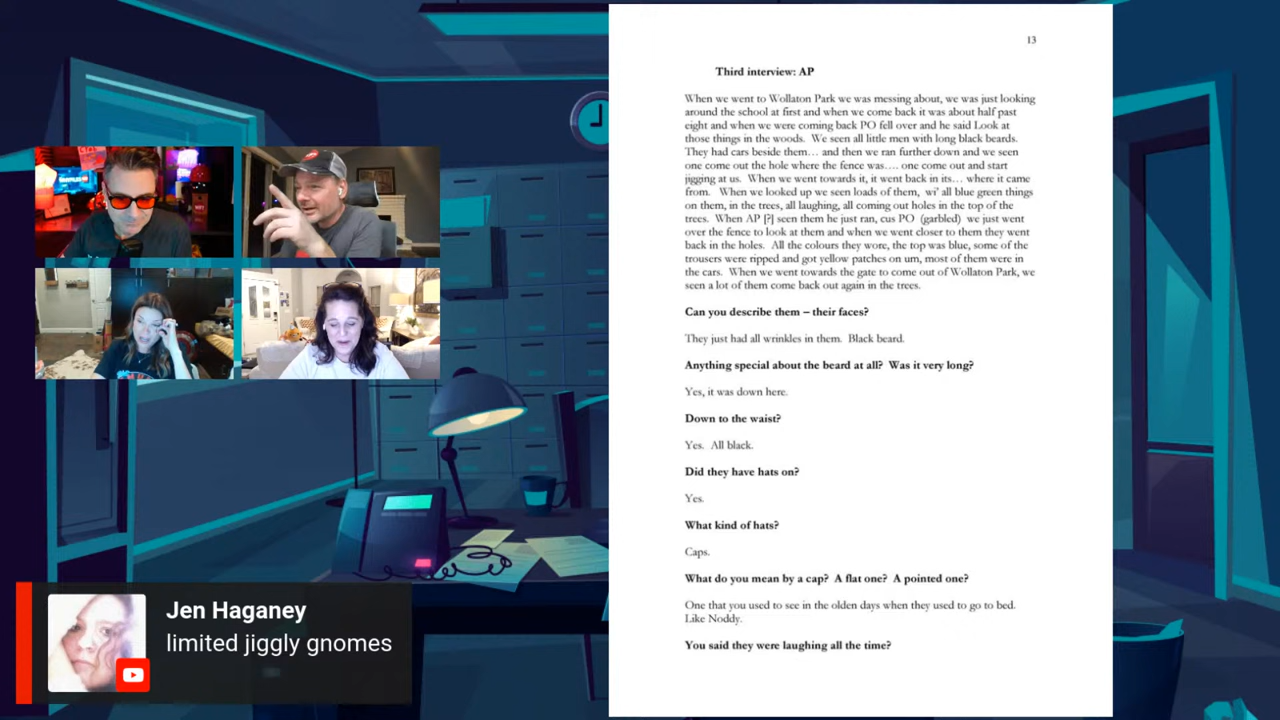 13
Third interview: AP
When we went to Wollaton Park we was messing about, we was just looking
around the school at first and when we come back it was about half past
eight and when we were coming back PO fell over and he said Look at
those things in the woods. We seen all little men with long black beards.
They had cars beside them… and then we ran further down and we seen
one come out the hole where the fence was…. one come out and start
jigging at us. When we went towards it, it went back in its… where it came
from. When we looked up we seen loads of them, wi' all blue green things
on them, in the trees, all laughing, all coming out holes in the top of the
trees. When AP [?] seen them he just ran, cus PO (garbled) we just went
over the fence to look at them and when we went closer to them they went
back in the holes. All the colours they wore, the top was blue, some of the
trousers were ripped and got yellow patches on um, most of them were in
the cars. When we went towards the gate to come out of Wollaton Park, we
seen a lot of them come back out again in the trees.
Can you describe them – their faces?
They just had all wrinkles in them. Black beard.
Anything special about the beard at all? Was it very long?
Yes, it was down here.
Down to the waist?
Yes. All black.
Did they have hats on?
Yes.
What kind of hats?
Caps.
What do you mean by a cap? A flat one? A pointed one?
One that you used to see in the olden days when they used to go to bed.
Like Noddy.
You said they were laughing all the time?
Jen Haganey
limited jiggly gnomes